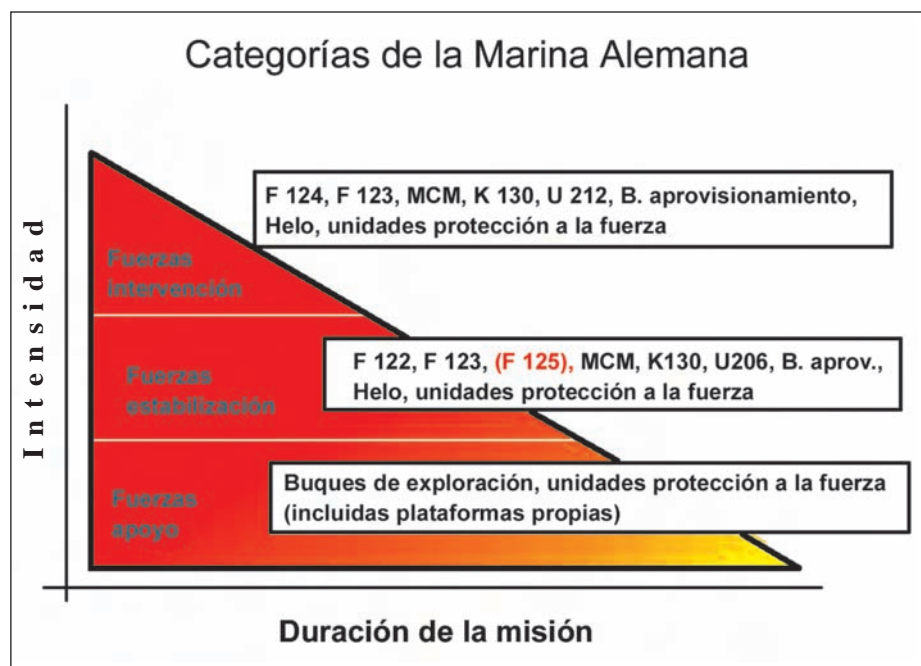 Categorías de la Marina Alemana
Intensidad
F 124, F 123, MCM, K 130, U 212, B. aprovisionamiento,
Helo, unidades protección a la fuerza
Fuerzas
intervención
F 122, F 123, (F 125), MCM, K130, U206, B. aprov.,
Helo, unidades protección a la fuerza
Fuerzas
estabilización
Buques de exploración, unidades protección a la fuerza
(incluidas plataformas propias)
Fuerzas
apoyo
Duración de la misión